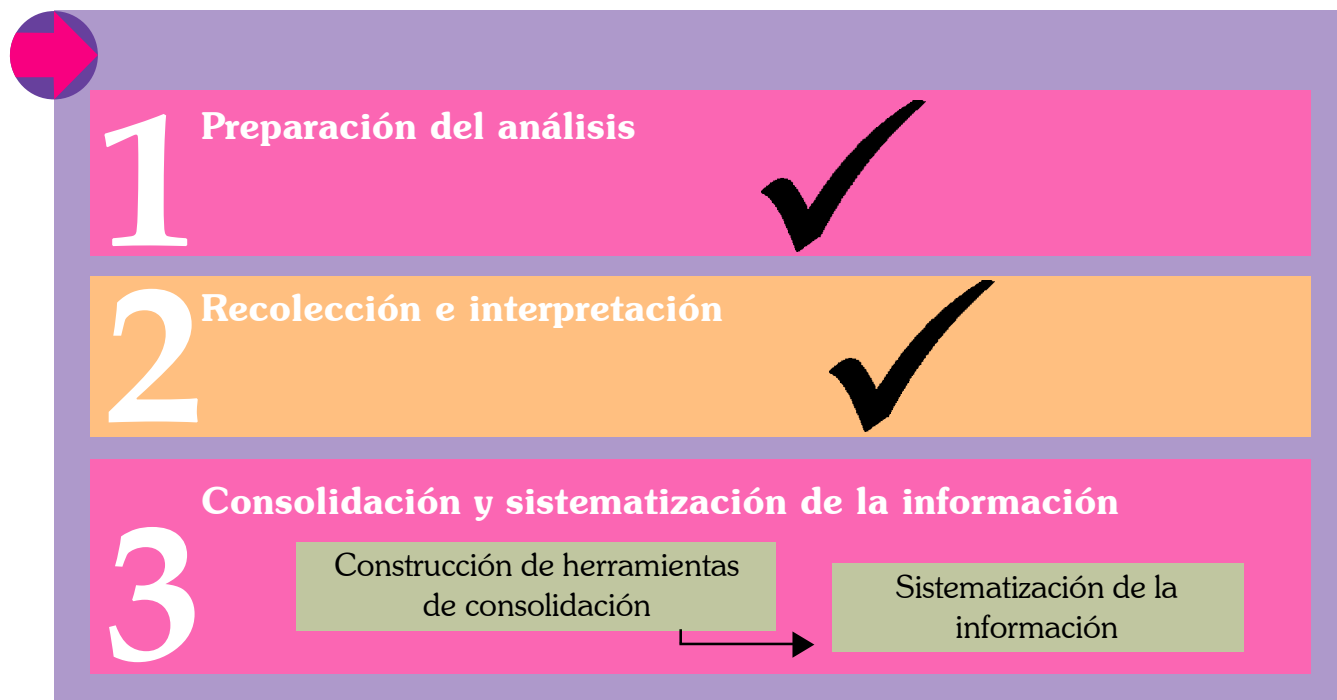 1
Preparación del análisis
2
Recolección e interpretación
3
Consolidación y sistematización de la información
Construcción de herramientas
de consolidación
Sistematización de la
información